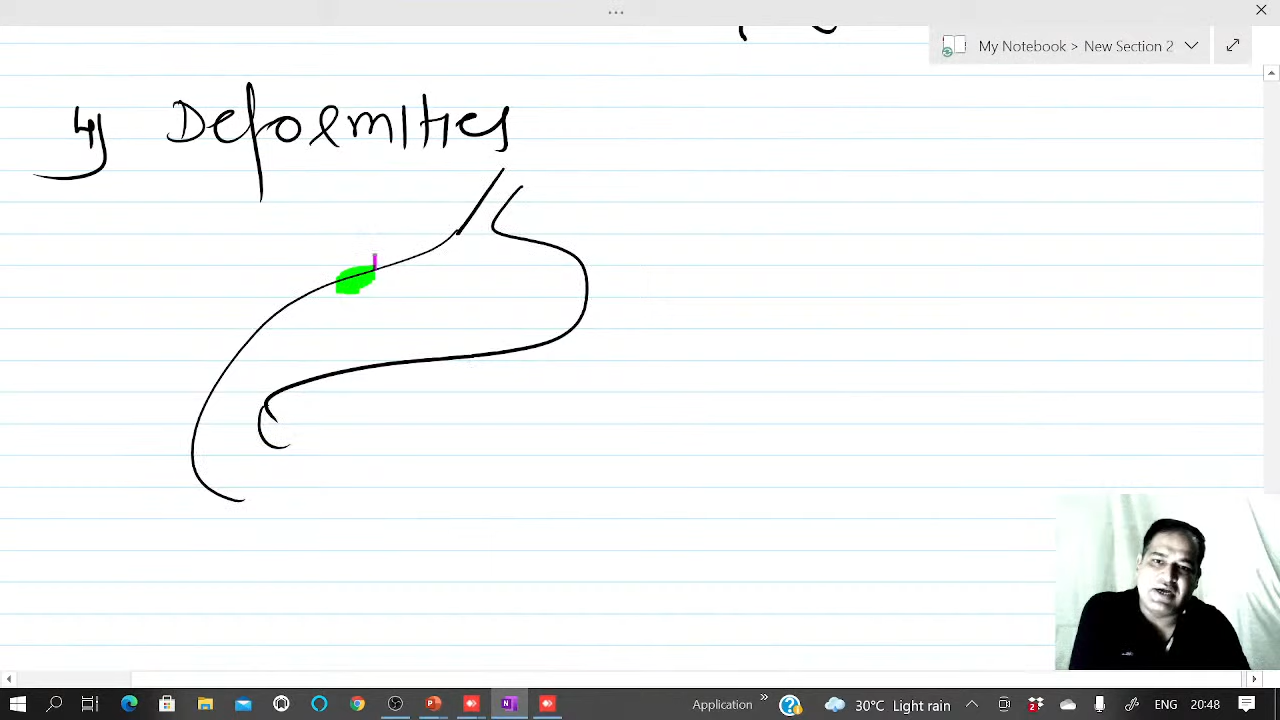 My Notebook > New Section 2
4) Deformities
Application
30°C Light rain
ENG
20:48